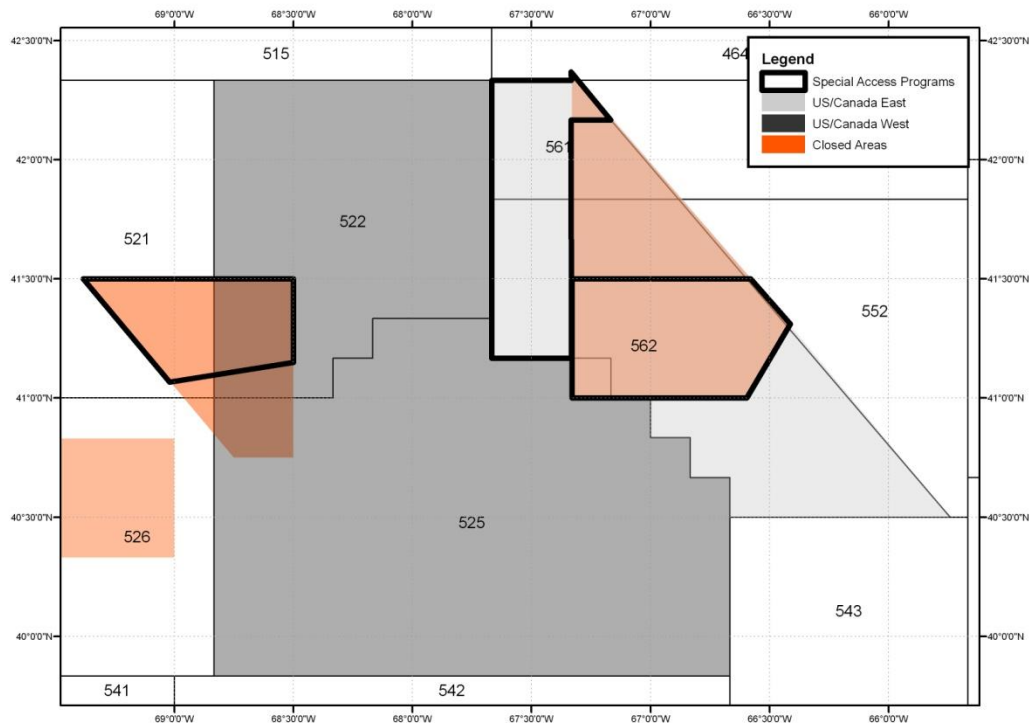 69°0'0"W 68°30'0"W 68°0'0"W 67°30'0"W 67°0'0"W 66°30'0"W 66°0'0"W
42°30'0"N 42°30'0"N
515
464
Legend
Special Access Programs
US/Canada East
US/Canada West
Closed Areas
42°0'0"N 42°0'0"N
561
522
521
41°30'0"N 41°30'0"N
552
562
41°0'0"N 41°0'0"N
40°30'0"N 40°30'0"N
525
526
543
40°0'0"N 40°0'0"N
541
542
69°0'0"W 68°30'0"W 68°0'0"W 67°30'0"W 67°0'0"W 66°30'0"W 66°0'0"W